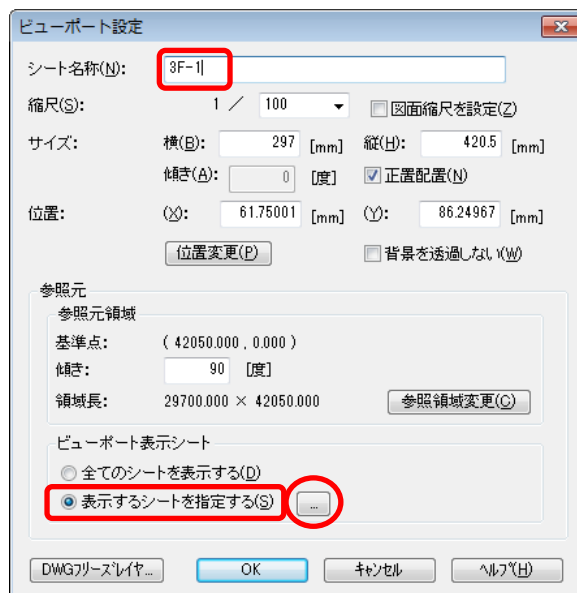 ビューポート設定
シート名称(N): 3F-1
縮尺(S): 1 ／ 100 図面縮尺を設定(Z)
サイズ: 横(B): 297 [mm] 縦(H): 420.5 [mm]
傾き(A): 0 [度] 正置配置(N)
位置: (X): 61.75001 [mm] (Y): 86.24967 [mm]
位置変更(P) 背景を透過しない(W)
参照元
参照元領域
基準点: ( 42050.000 , 0.000 )
傾き: 90 [度]
領域長: 29700.000 × 42050.000 参照領域変更(C)
ビューポート表示シート
全てのシートを表示する(D)
表示するシートを指定する(S) ...
DWGフリーズレイヤ... OK キャンセル ヘルプ(H)